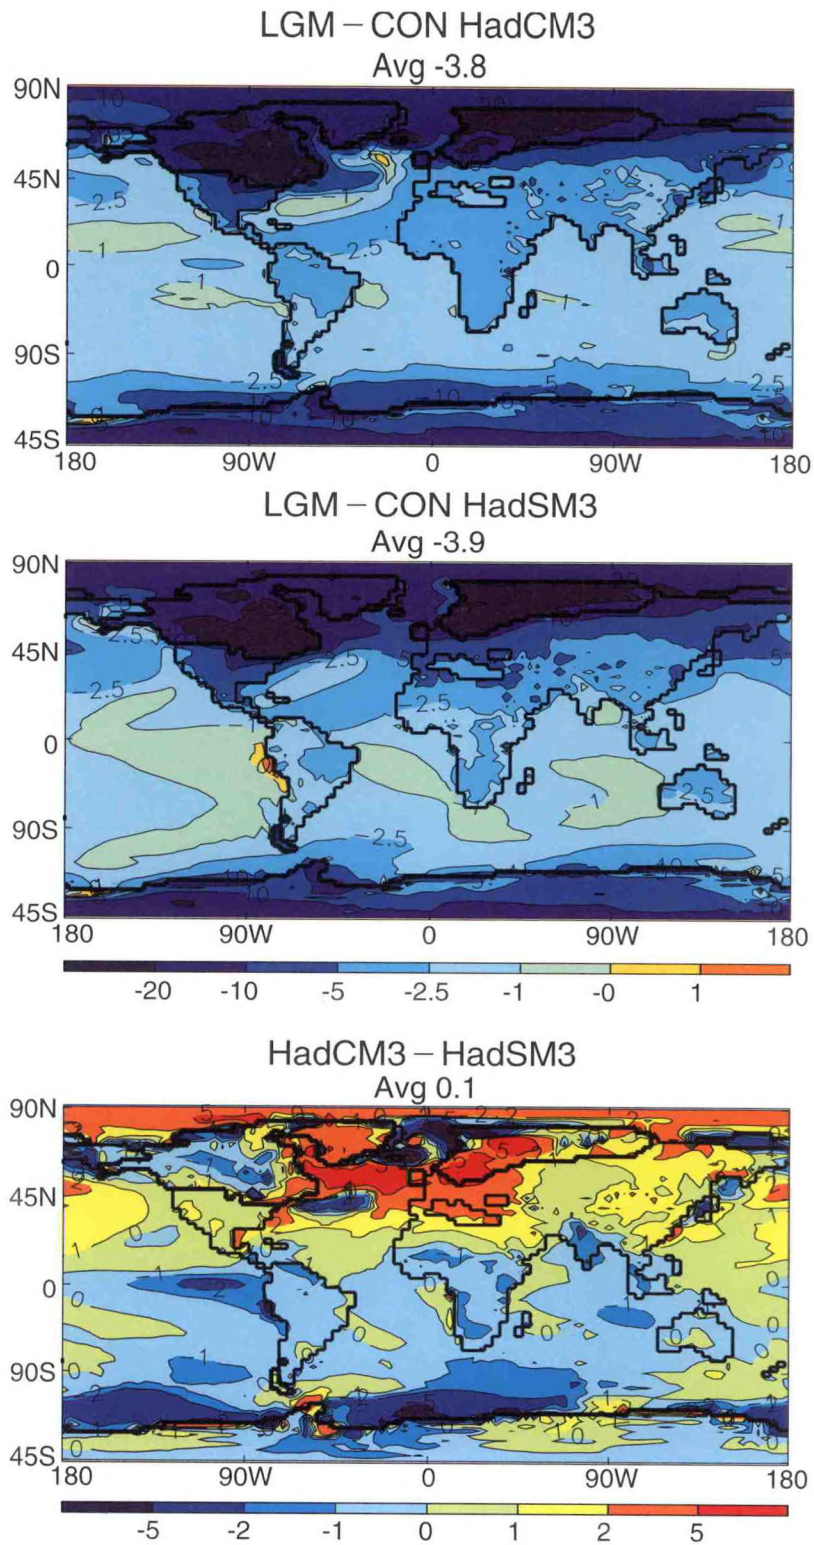 LGM – CON HadCM3
Avg -3.8
90N
45N
0
90S
45S
180 90W 0 90W 180
LGM – CON HadSM3
Avg -3.9
90N
45N
0
90S
45S
180 90W 0 90W 180
-20 -10 -5 -2.5 -1 -0 1
HadCM3 – HadSM3
Avg 0.1
90N
45N
0
90S
45S
180 90W 0 90W 180
-5 -2 -1 0 1 2 5